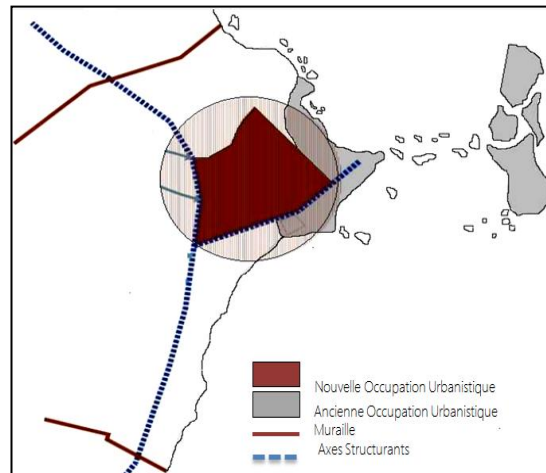 Nouvelle Occupation Urbanistique
Ancienne Occupation Urbanistique
Muraille
Axes Structurants